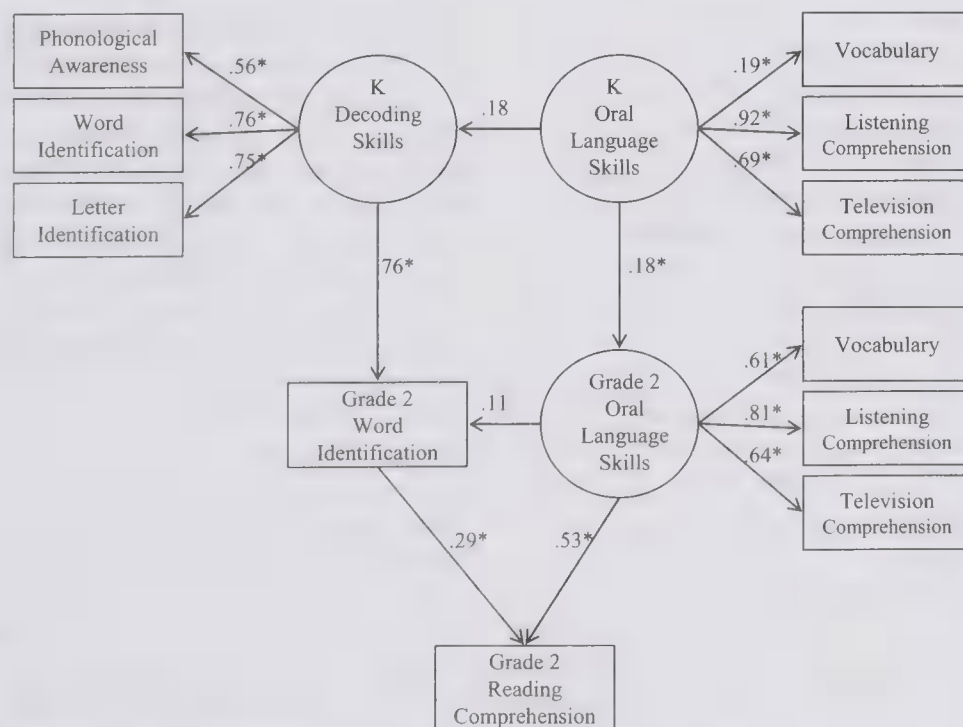 Phonological
Awareness
Word
Identification
Letter
Identification
.56*
.76*
.75*
K
Decoding
Skills
.18
K
Oral
Language
Skills
.19*
.92*
.69*
Vocabulary
Listening
Comprehension
Television
Comprehension
76*
.18*
Grade 2
Word
Identification
.11
Grade 2
Oral
Language
Skills
.61*
.81*
.64*
Vocabulary
Listening
Comprehension
Television
Comprehension
.29*
.53*
Grade 2
Reading
Comprehension